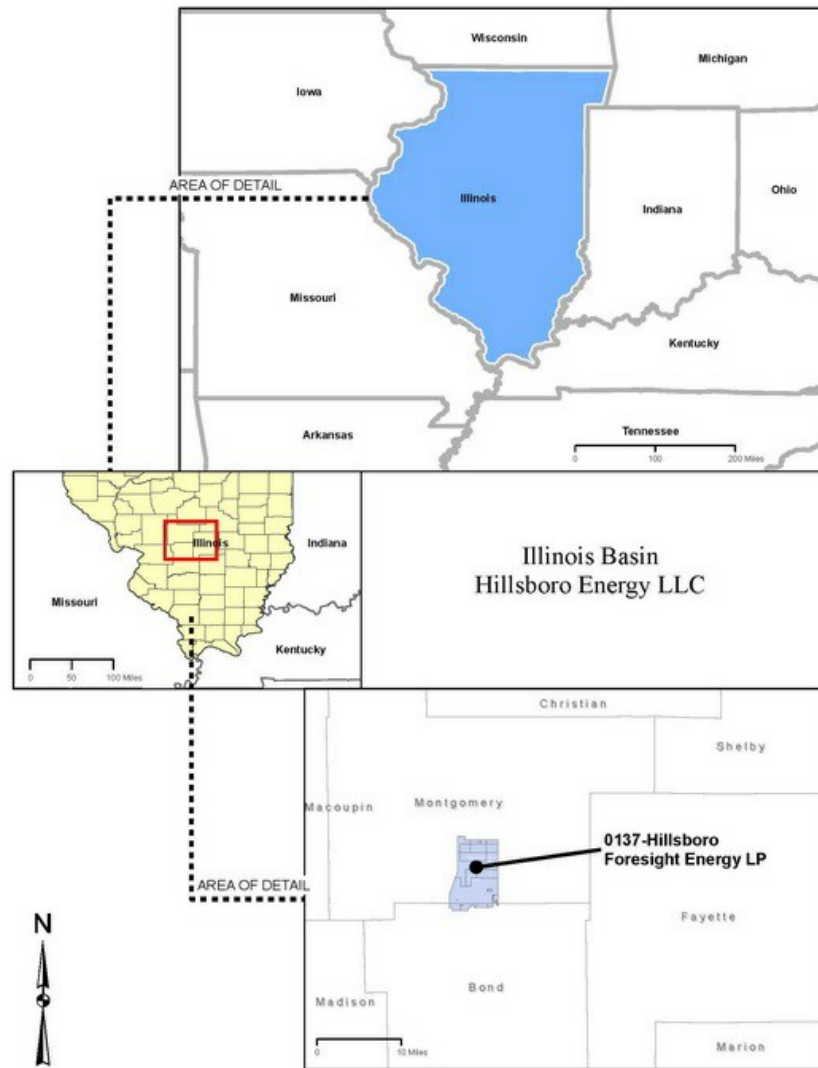 Wisconsin
Michigan
Iowa
AREA OF DETAIL
Illinois
Ohio
Indiana
Missouri
Kentucky
Arkansas
Tennessee
0 100 200 Miles
Illinois
Indiana
Missouri
Kentucky
0 50 100 Miles
Illinois Basin
Hillsboro Energy LLC
Christian
Shelby
Macoupin
Montgomery
0137-Hillsboro
Foresight Energy LP
AREA OF DETAIL
Fayette
N
Bond
Madison
0 10 Miles
Marion